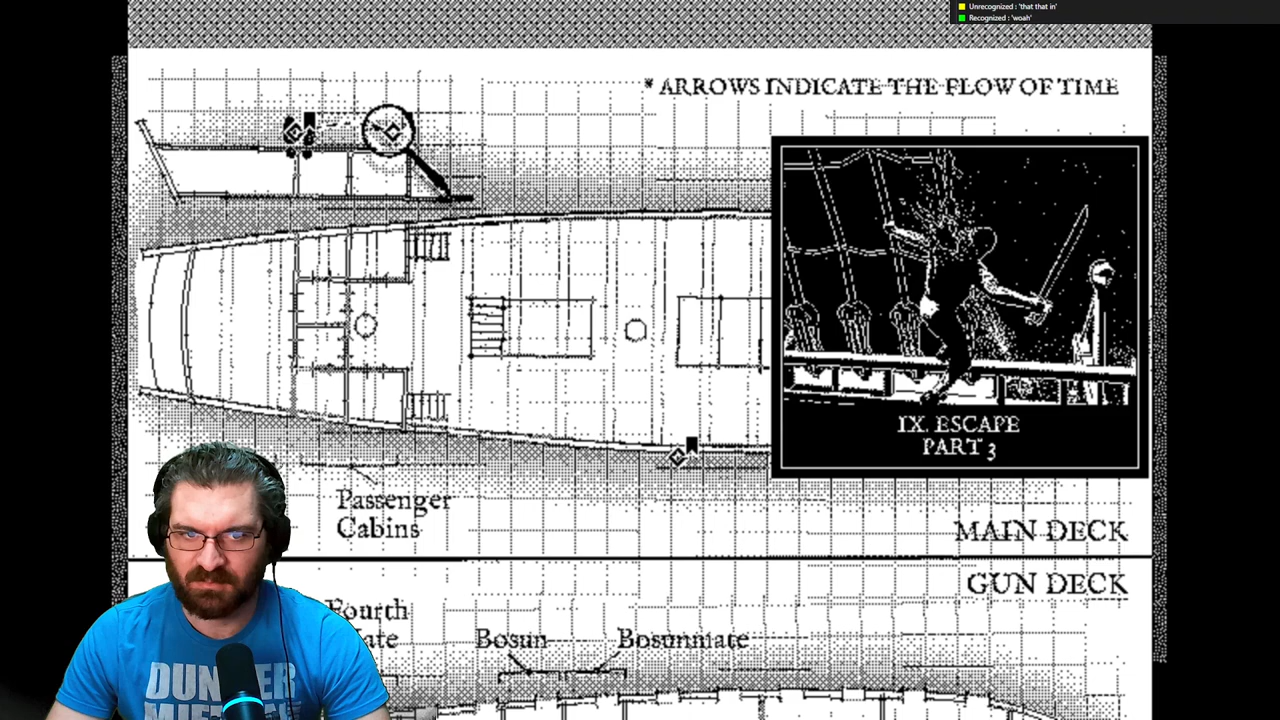 Unrecognized : 'that that in'
Recognized : 'woah'
* ARROWS INDICATE THE FLOW OF TIME
IX. ESCAPE
PART 3
Passenger
Cabins
MAIN DECK
GUN DECK
Fourth
Bosun
Bosunmate